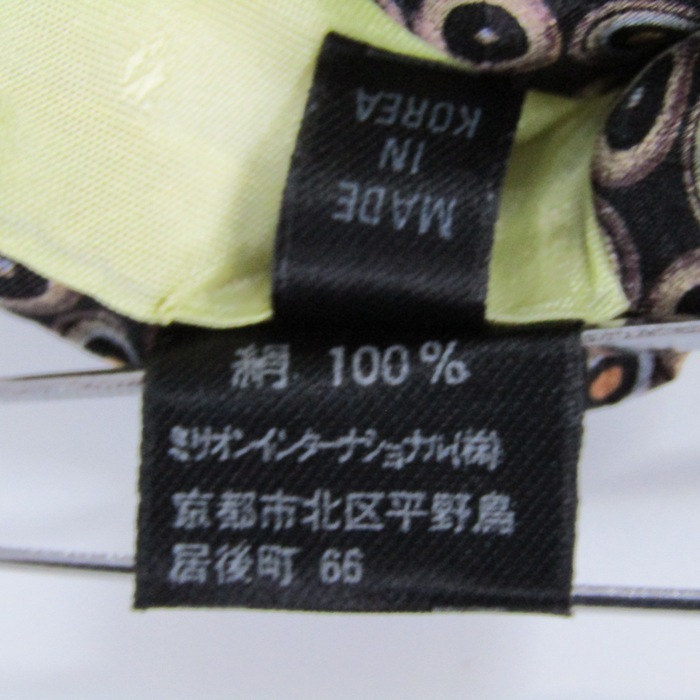 MADE
IN
KOREA
絹 100%
ミリオンインターナショナル(株)
京都市北区平野鳥
居後町 66